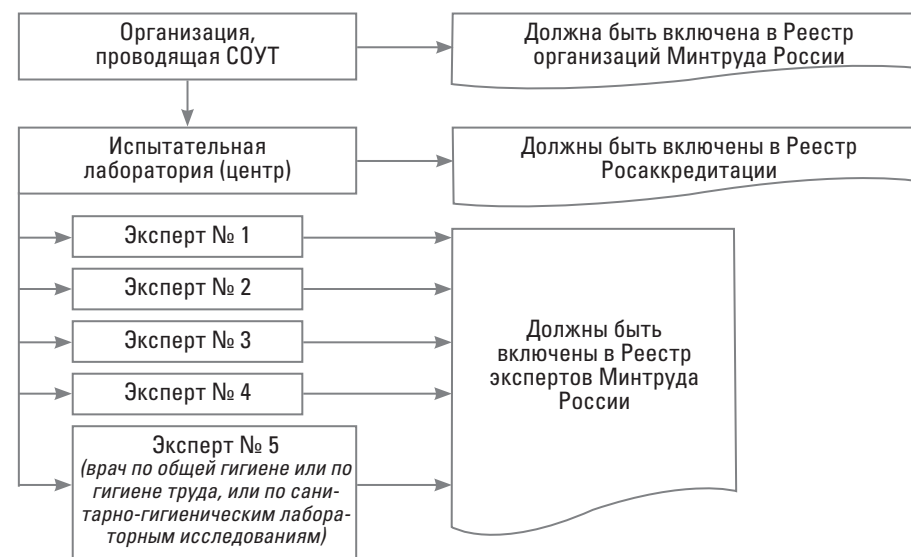 Организация,
проводящая СОУТ
Должна быть включена в Реестр
организаций Минтруда России
Испытательная
лаборатория (центр)
Должны быть включены в Реестр
Росаккредитации
Эксперт № 1
Эксперт № 2
Эксперт № 3
Эксперт № 4
Эксперт № 5
(врач по общей гигиене или по
гигиене труда, или по сани-
тарно-гигиеническим лабора-
торным исследованиям)
Должны быть
включены в Реестр
экспертов Минтруда
России